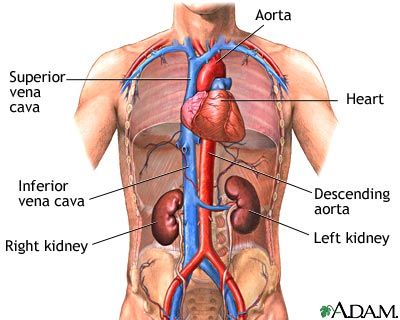 Aorta
Superior
vena
cava
Heart
Inferior
vena cava
Descending
aorta
Right kidney
Left kidney
A.D.A.M.